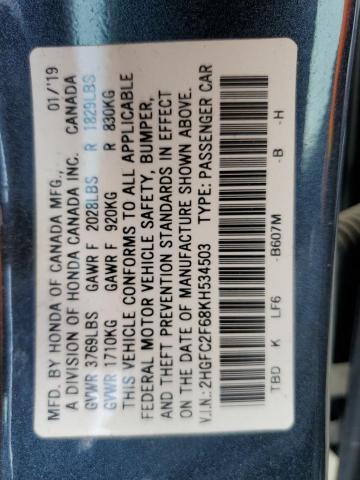 MFD. BY HONDA OF CANADA MFG., 01/'19
A DIVISION OF HONDA CANADA INC. CANADA
GVWR 3769LBS GAWR F 2028LBS R 1829LBS
GVWR 1710KG GAWR F 920KG R 830KG
THIS VEHICLE CONFORMS TO ALL APPLICABLE
FEDERAL MOTOR VEHICLE SAFETY, BUMPER,
AND THEFT PREVENTION STANDARDS IN EFFECT
ON THE DATE OF MANUFACTURE SHOWN ABOVE.
V.I.N.: 2HGFC2F68KH534503 TYPE: PASSENGER CAR
TBD K LF6 -B607M -B -H